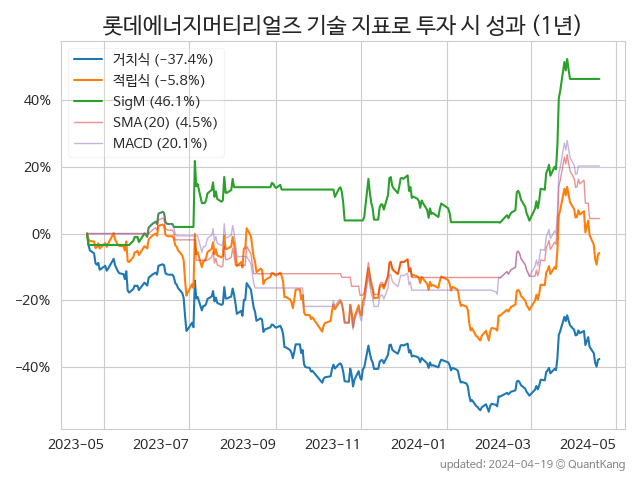 롯데에너지머티리얼즈 기술 지표로 투자 시 성과 (1년)
거치식 (−37.4%)
적립식 (−5.8%)
SigM (46.1%)
SMA(20) (4.5%)
MACD (20.1%)
40%
20%
0%
−20%
−40%
2023-05 2023-07 2023-09 2023-11 2024-01 2024-03 2024-05
updated: 2024-04-19 © QuantKang